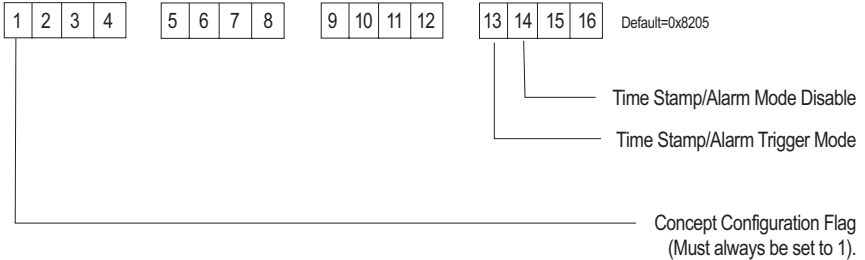 1 2 3 4 5 6 7 8 9 10 11 12 13 14 15 16 Default=0x8205
Time Stamp/Alarm Mode Disable
Time Stamp/Alarm Trigger Mode
Concept Configuration Flag
(Must always be set to 1).